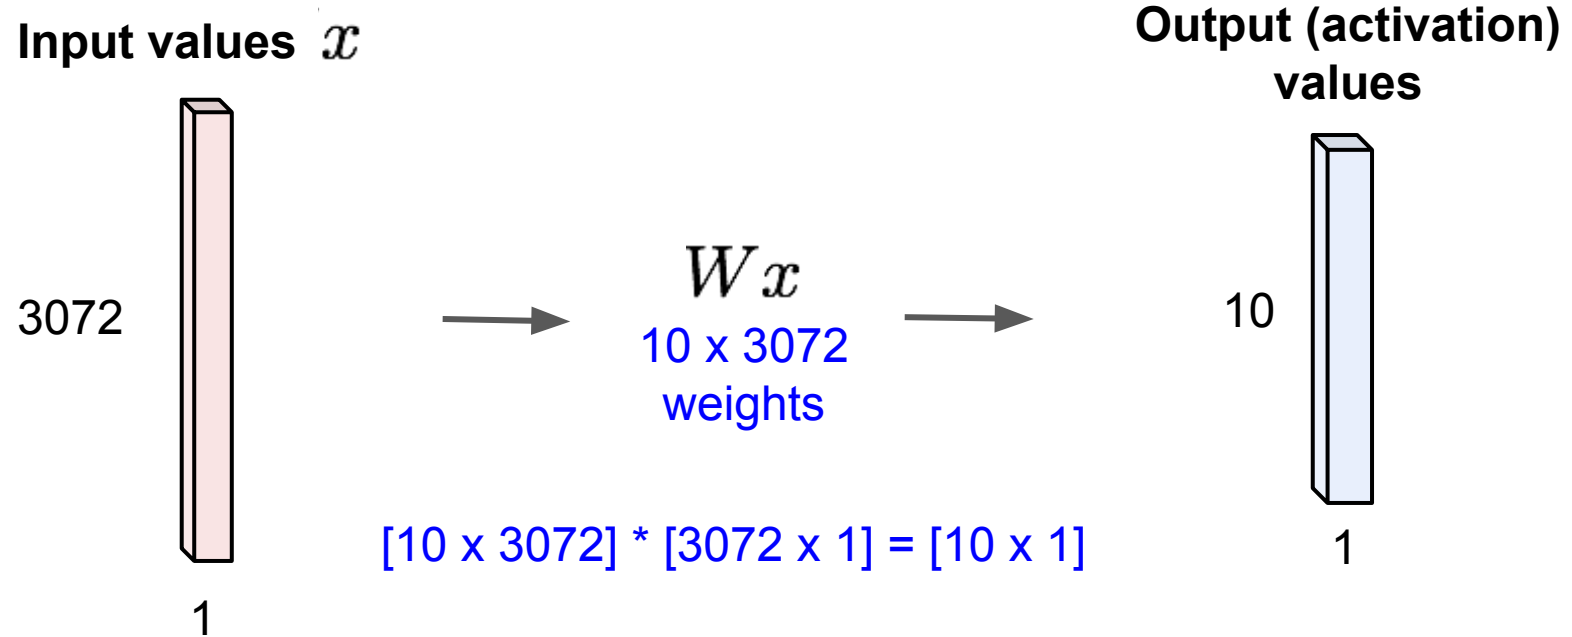 Input values x
Output (activation)
values
3072
Wx
10 x 3072
weights
10
[10 x 3072] * [3072 x 1] = [10 x 1]
1
1